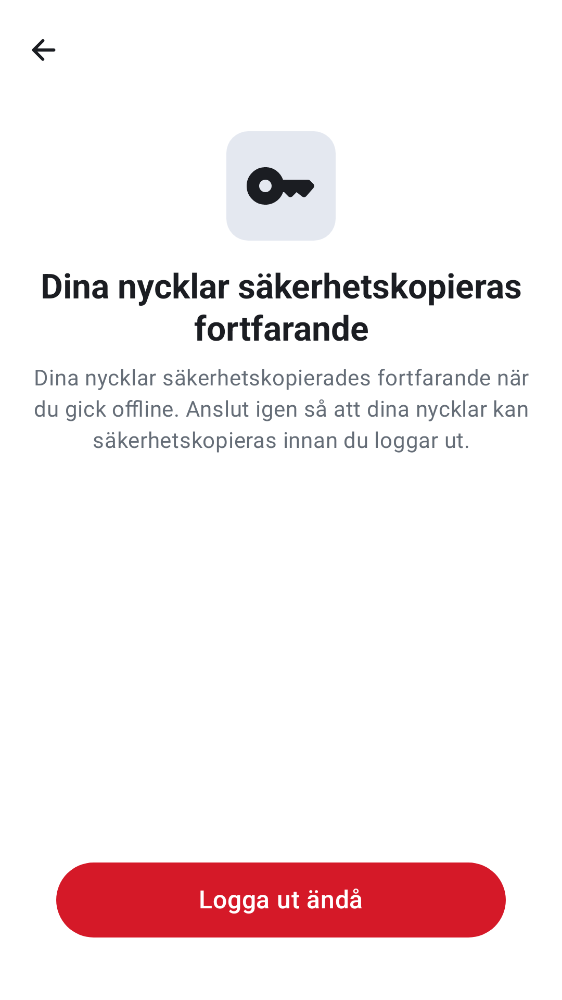 Dina nycklar säkerhetskopieras
fortfarande
Dina nycklar säkerhetskopierades fortfarande när
du gick offline. Anslut igen så att dina nycklar kan
säkerhetskopieras innan du loggar ut.
Logga ut ändå